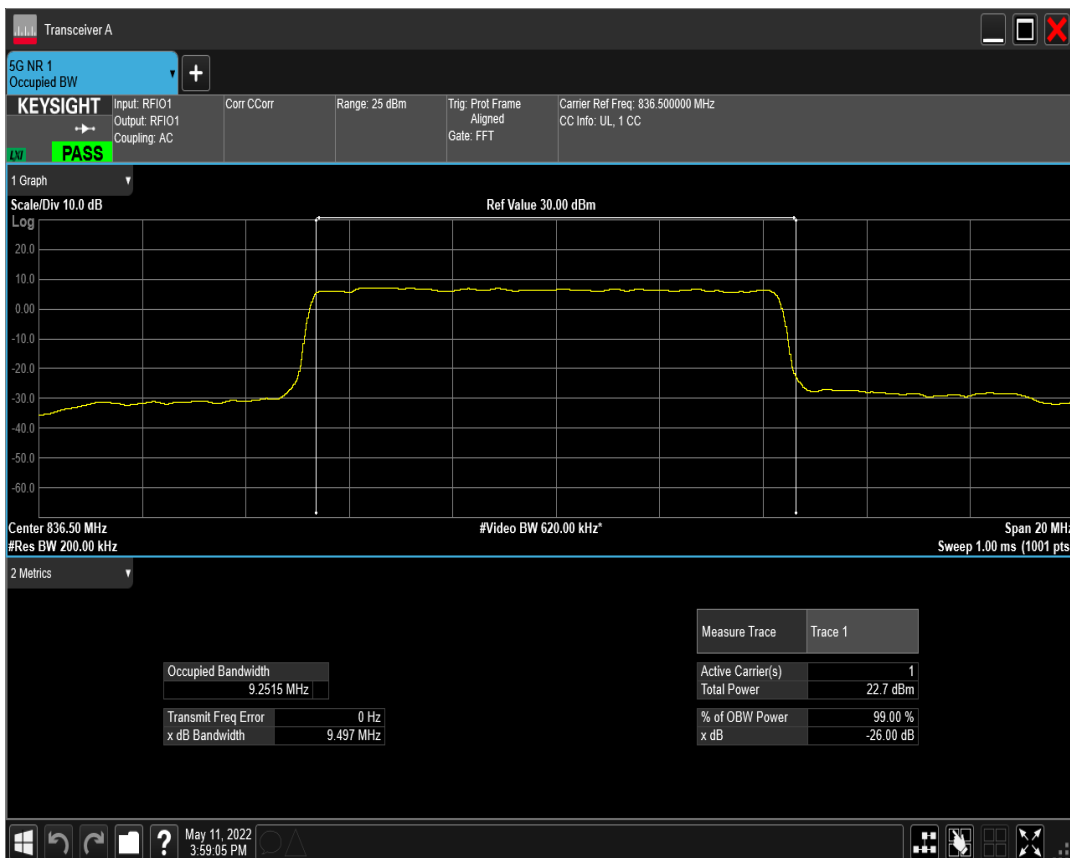 Transceiver A
5G NR 1
Occupied BW
KEYSIGHT
LXI
PASS
Input: RFIO1
Output: RFIO1
Coupling: AC
Corr CCorr
Range: 25 dBm
Trig: Prot Frame
Aligned
Gate: FFT
Carrier Ref Freq: 836.500000 MHz
CC Info: UL, 1 CC
1 Graph
Scale/Div 10.0 dB
Ref Value 30.00 dBm
Log
20.0
10.0
0.00
-10.0
-20.0
-30.0
-40.0
-50.0
-60.0
Center 836.50 MHz
#Video BW 620.00 kHz*
Span 20 MHz
#Res BW 200.00 kHz
Sweep 1.00 ms (1001 pts
2 Metrics
Measure Trace Trace 1
Occupied Bandwidth
9.2515 MHz
Active Carrier(s) 1
Total Power 22.7 dBm
Transmit Freq Error 0 Hz
x dB Bandwidth 9.497 MHz
% of OBW Power 99.00 %
x dB -26.00 dB
?
May 11, 2022
3:59:05 PM